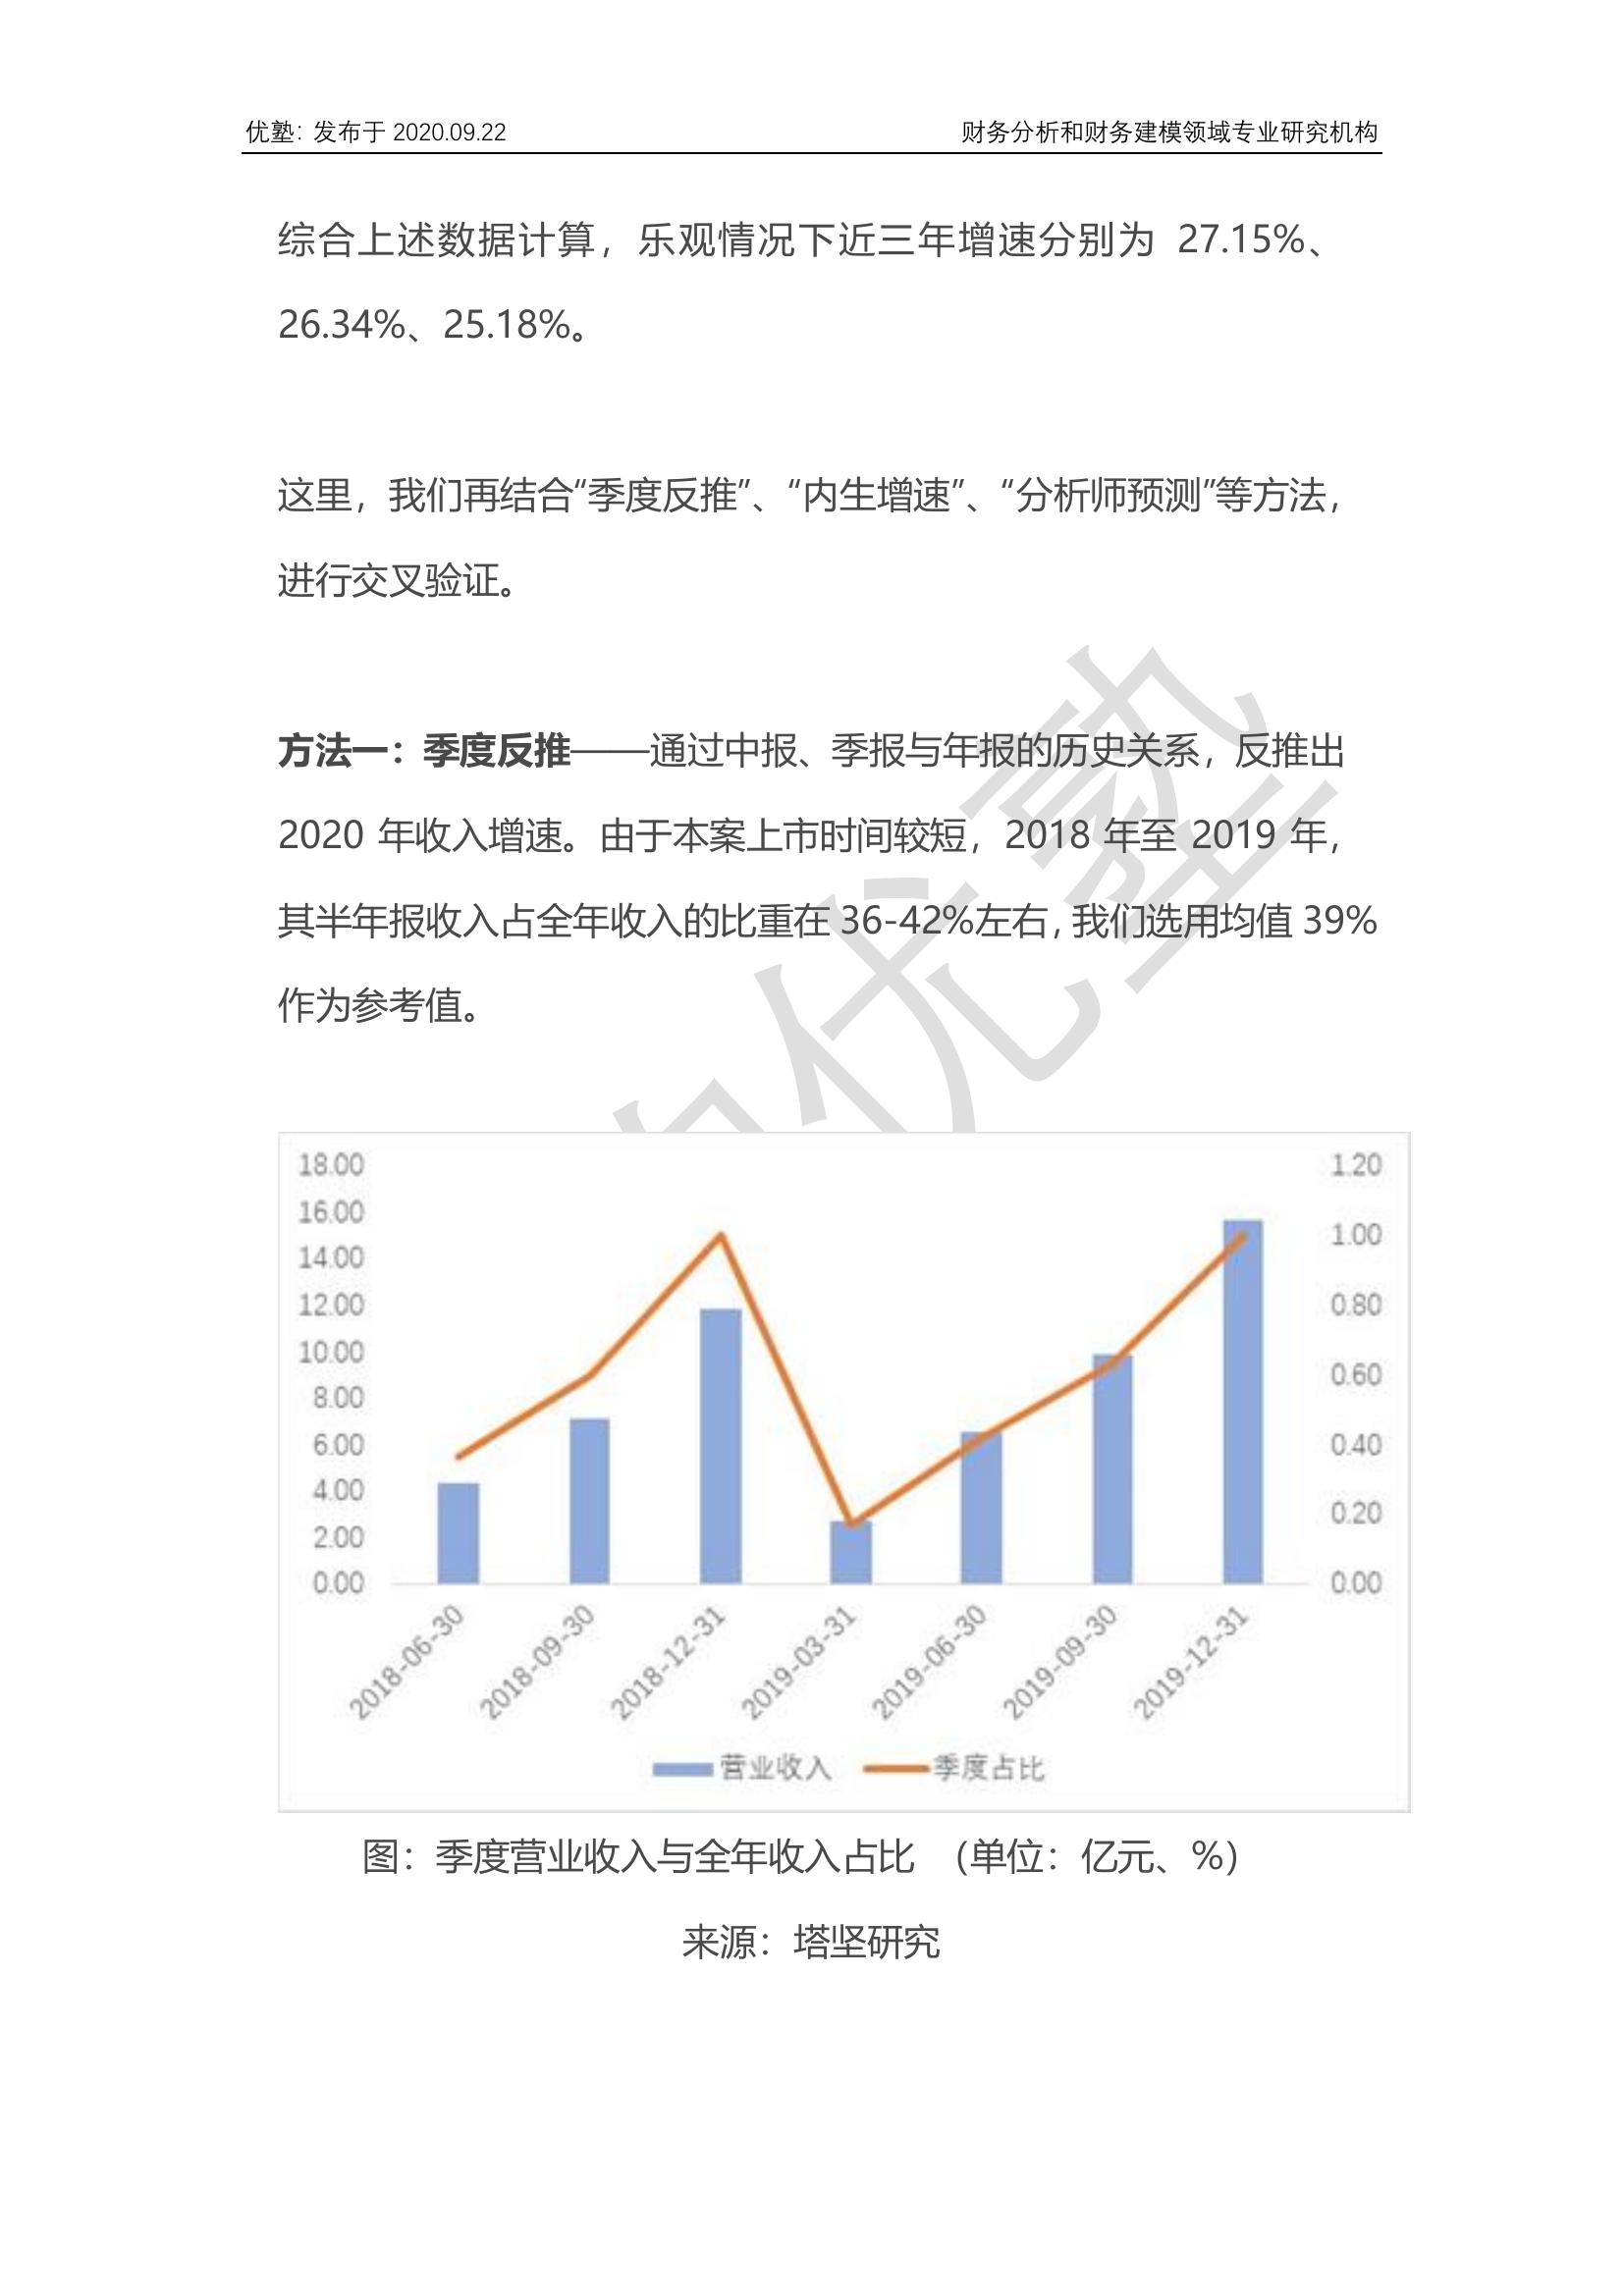 优塾：发布于 2020.09.22 财务分析和财务建模领域专业研究机构
综合上述数据计算，乐观情况下近三年增速分别为 27.15%、
26.34%、25.18%。
这里，我们再结合“季度反推”、“内生增速”、“分析师预测”等方法，
进行交叉验证。
方法一：季度反推——通过中报、季报与年报的历史关系，反推出
2020 年收入增速。由于本案上市时间较短，2018 年至 2019 年，
其半年报收入占全年收入的比重在 36-42%左右，我们选用均值 39%
作为参考值。
优塾
18.00 1.20
16.00 1.00
14.00
12.00 0.80
10.00 0.60
8.00
6.00 0.40
4.00 0.20
2.00
0.00 0.00
2018-06-30 2018-09-30 2018-12-31 2019-03-31 2019-06-30 2019-09-30 2019-12-31
营业收入 季度占比
图：季度营业收入与全年收入占比 （单位：亿元、%）
来源：塔坚研究